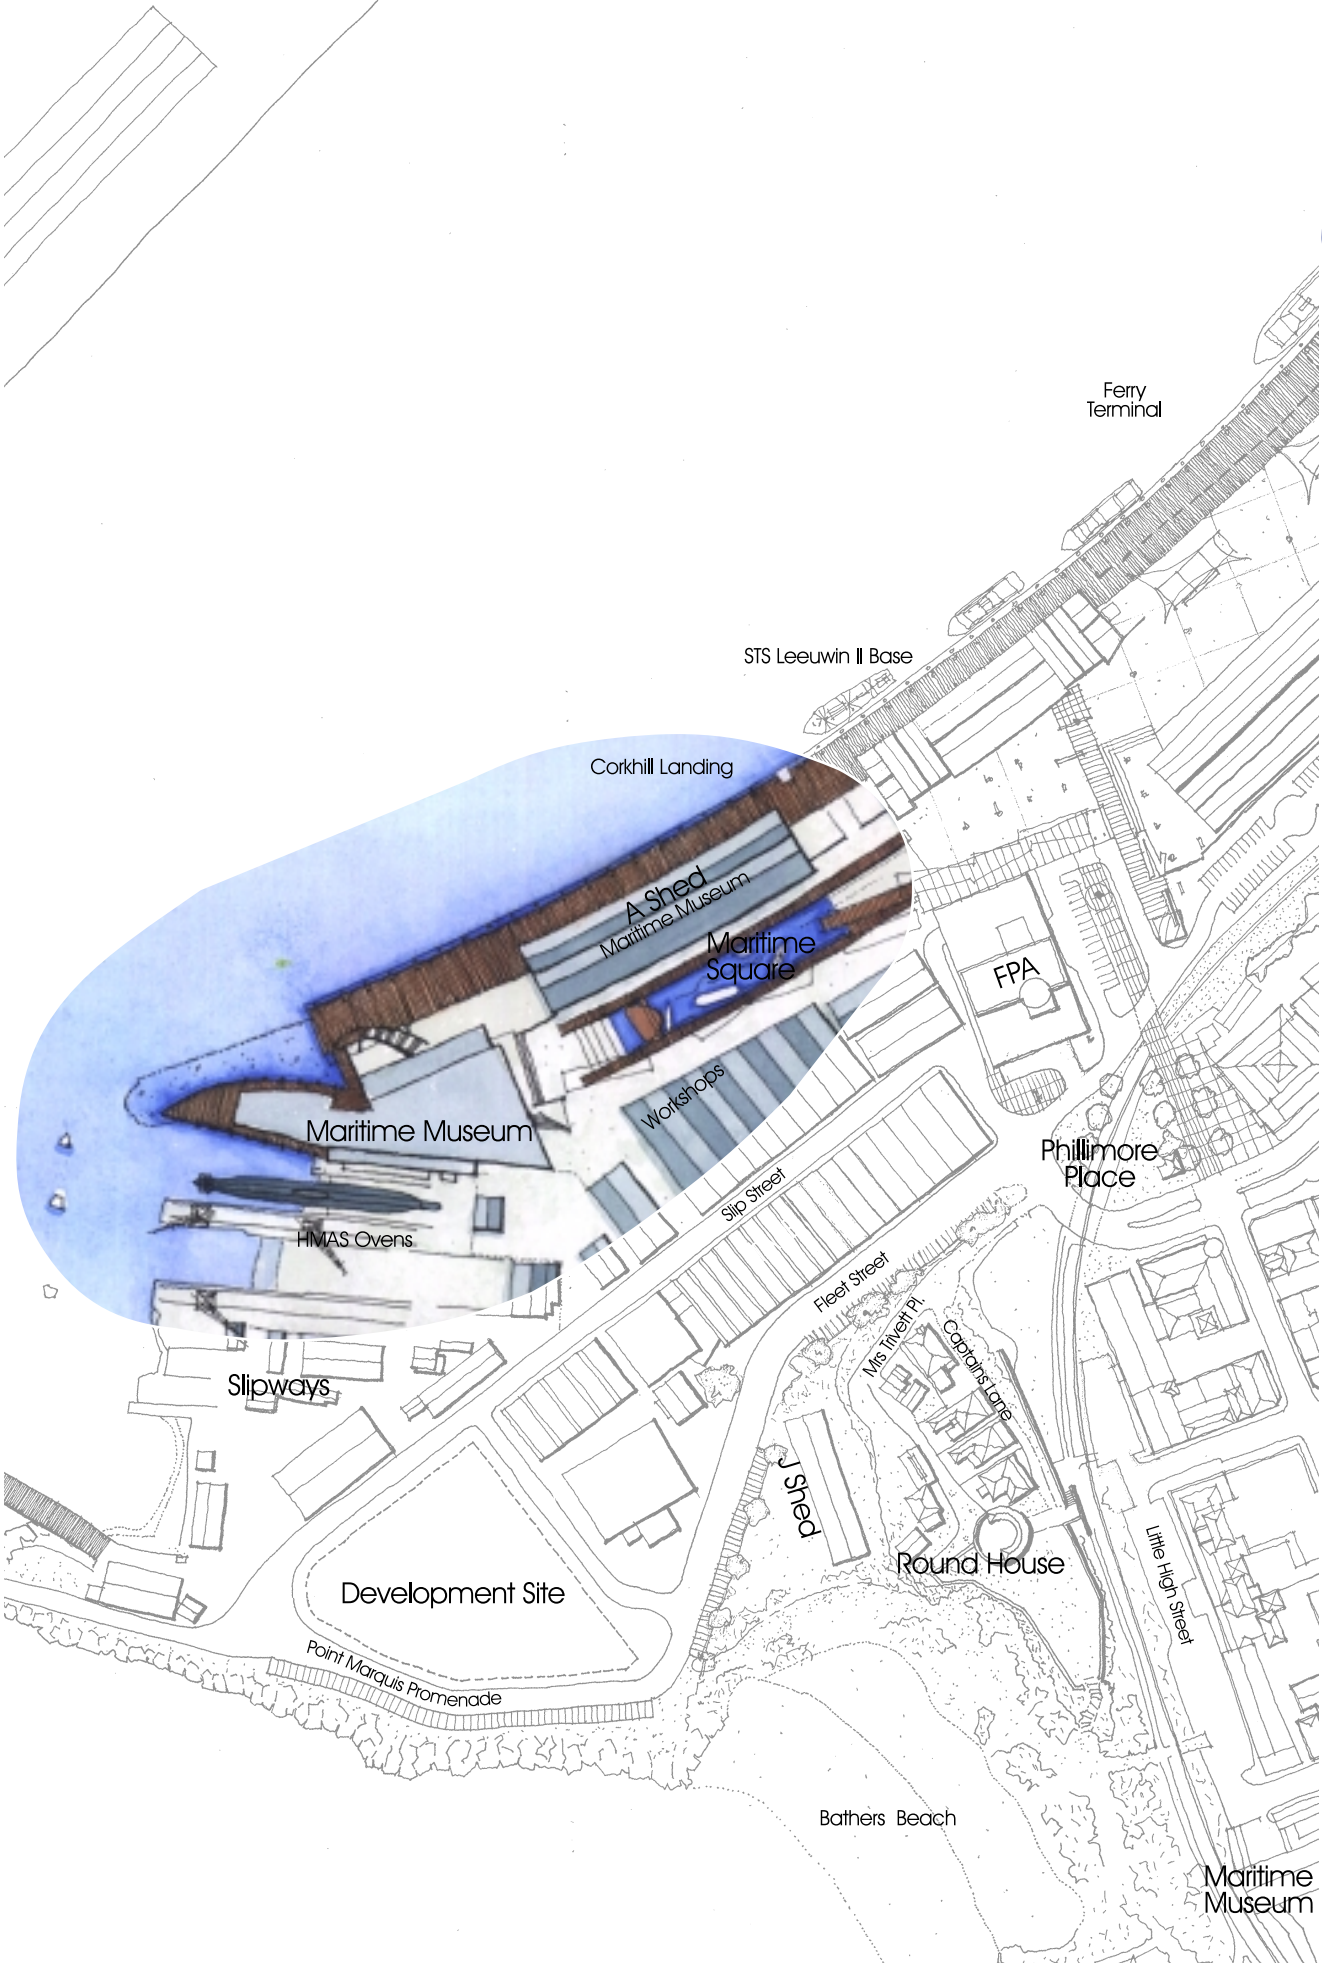 Ferry
Terminal
STS Leeuwin II Base
Corkhill Landing
A Shed
Maritime Museum
Maritime
Square
FPA
Workshops
Maritime Museum
Phillimore
Place
Slip Street
HMAS Ovens
Fleet Street
Mrs Trivett Pl.
Captains Lane
Slipways
J Shed
Round House
Little High Street
Development Site
Point Marquis Promenade
Bathers Beach
Maritime
Museum